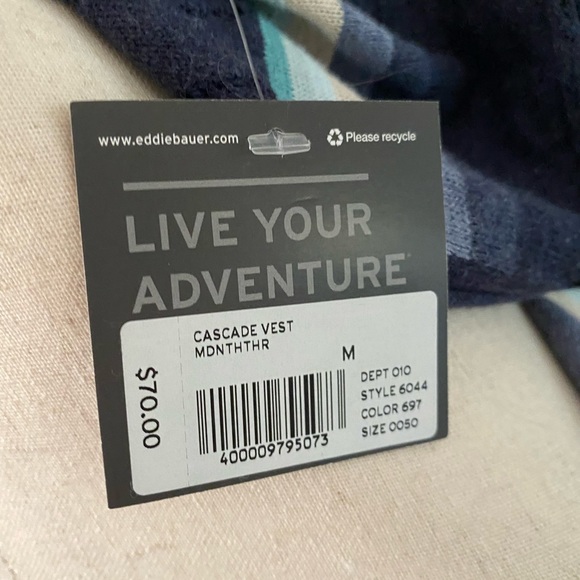 www.eddiebauer.com
Please recycle
LIVE YOUR
ADVENTURE
CASCADE VEST
MDNTHTHR
M
$70.00
DEPT 010
STYLE 6044
COLOR 697
SIZE 0050
400009795073